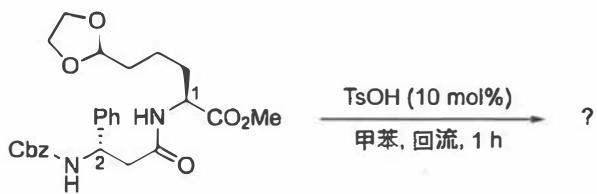 O
O
1
Ph
HN
CO₂Me
TsOH (10 mol%)
?
甲苯, 回流, 1 h
Cbz
N
H
2
O